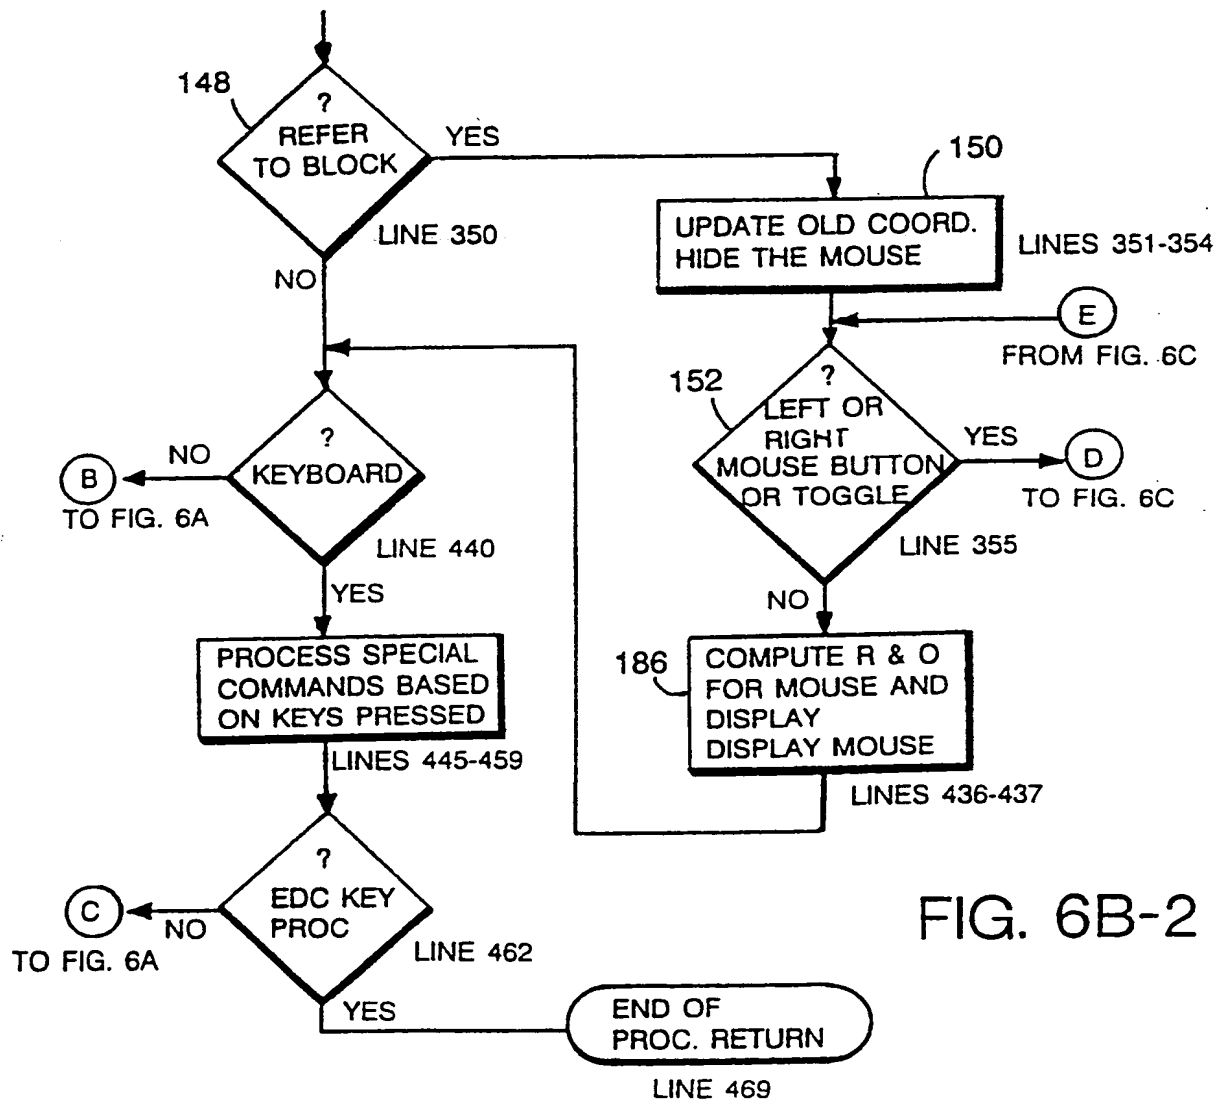 148
?
REFER
TO BLOCK
YES
LINE 350
NO
150
UPDATE OLD COORD.
HIDE THE MOUSE
LINES 351-354
E
FROM FIG. 6C
152
?
LEFT OR
RIGHT
MOUSE BUTTON
OR TOGGLE
YES
D
TO FIG. 6C
LINE 355
NO
?
KEYBOARD
NO
B
TO FIG. 6A
LINE 440
YES
PROCESS SPECIAL
COMMANDS BASED
ON KEYS PRESSED
LINES 445-459
186
COMPUTE R & O
FOR MOUSE AND
DISPLAY
DISPLAY MOUSE
LINES 436-437
?
EDC KEY
PROC
C
NO
TO FIG. 6A
LINE 462
YES
END OF
PROC. RETURN
LINE 469
FIG. 6B-2